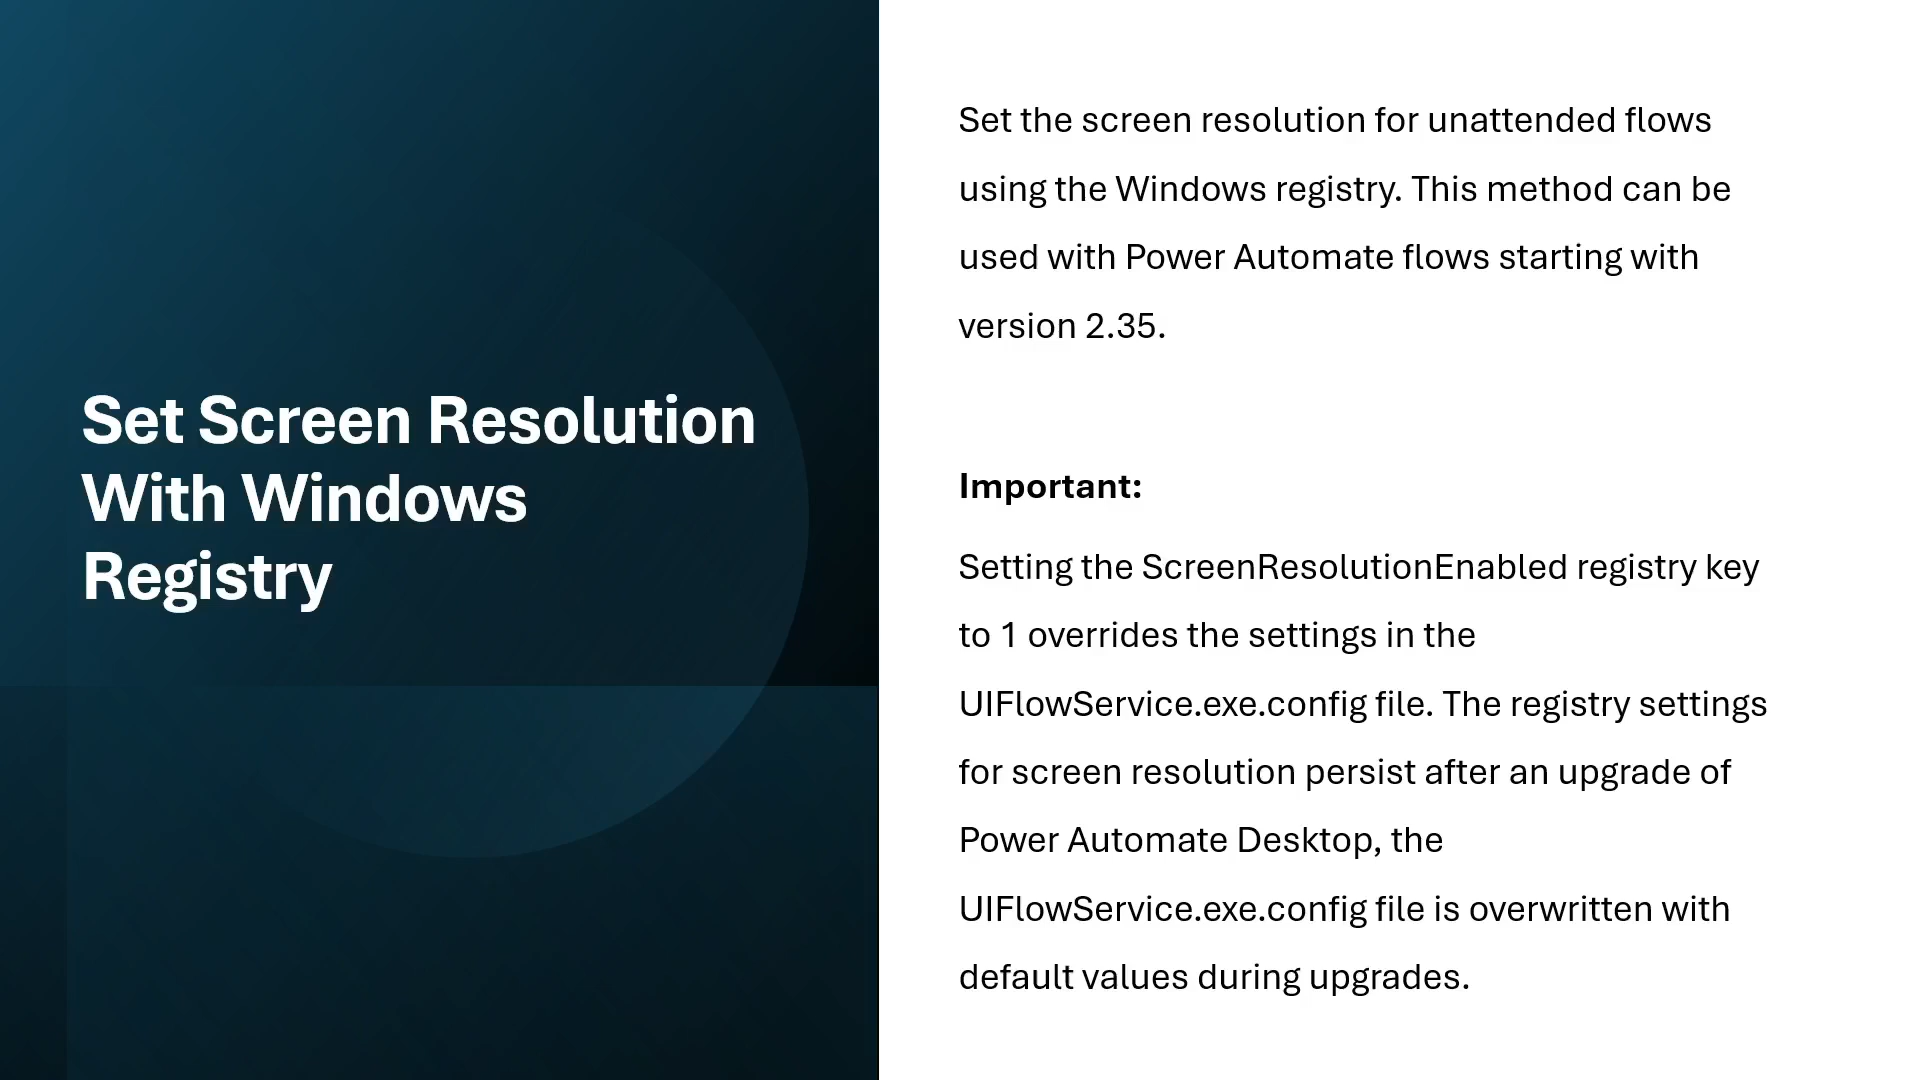 Set Screen Resolution
With Windows
Registry
Set the screen resolution for unattended flows
using the Windows registry. This method can be
used with Power Automate flows starting with
version 2.35.
Important:
Setting the ScreenResolutionEnabled registry key
to 1 overrides the settings in the
UIFlowService.exe.config file. The registry settings
for screen resolution persist after an upgrade of
Power Automate Desktop, the
UIFlowService.exe.config file is overwritten with
default values during upgrades.